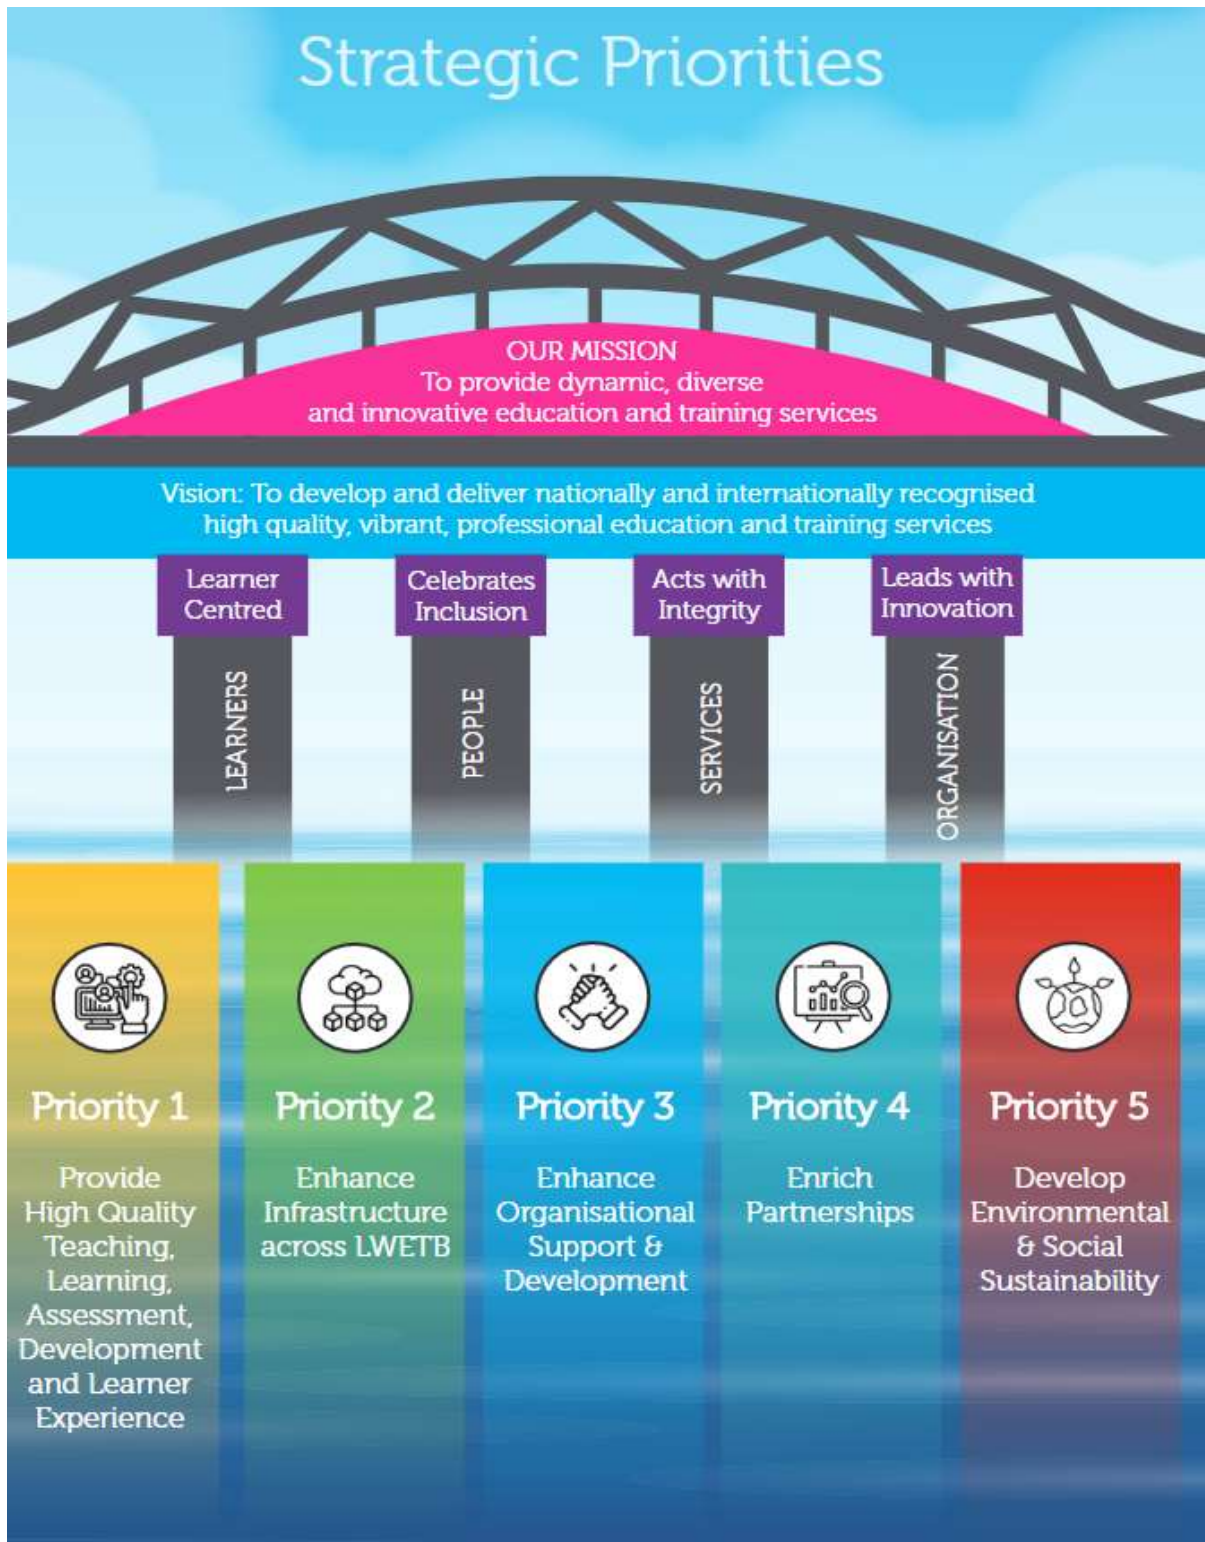 Strategic Priorities
OUR MISSION
To provide dynamic, diverse
and innovative education and training services
Vision: To develop and deliver nationally and internationally recognised
high quality, vibrant, professional education and training services
Learner
Centred
Celebrates
Inclusion
Acts with
Integrity
Leads with
Innovation
LEARNERS
PEOPLE
SERVICES
ORGANISATION
Priority 1
Provide
High Quality
Teaching,
Learning,
Assessment,
Development
and Learner
Experience
Priority 2
Enhance
Infrastructure
across LWETB
Priority 3
Enhance
Organisational
Support &
Development
Priority 4
Enrich
Partnerships
Priority 5
Develop
Environmental
& Social
Sustainability